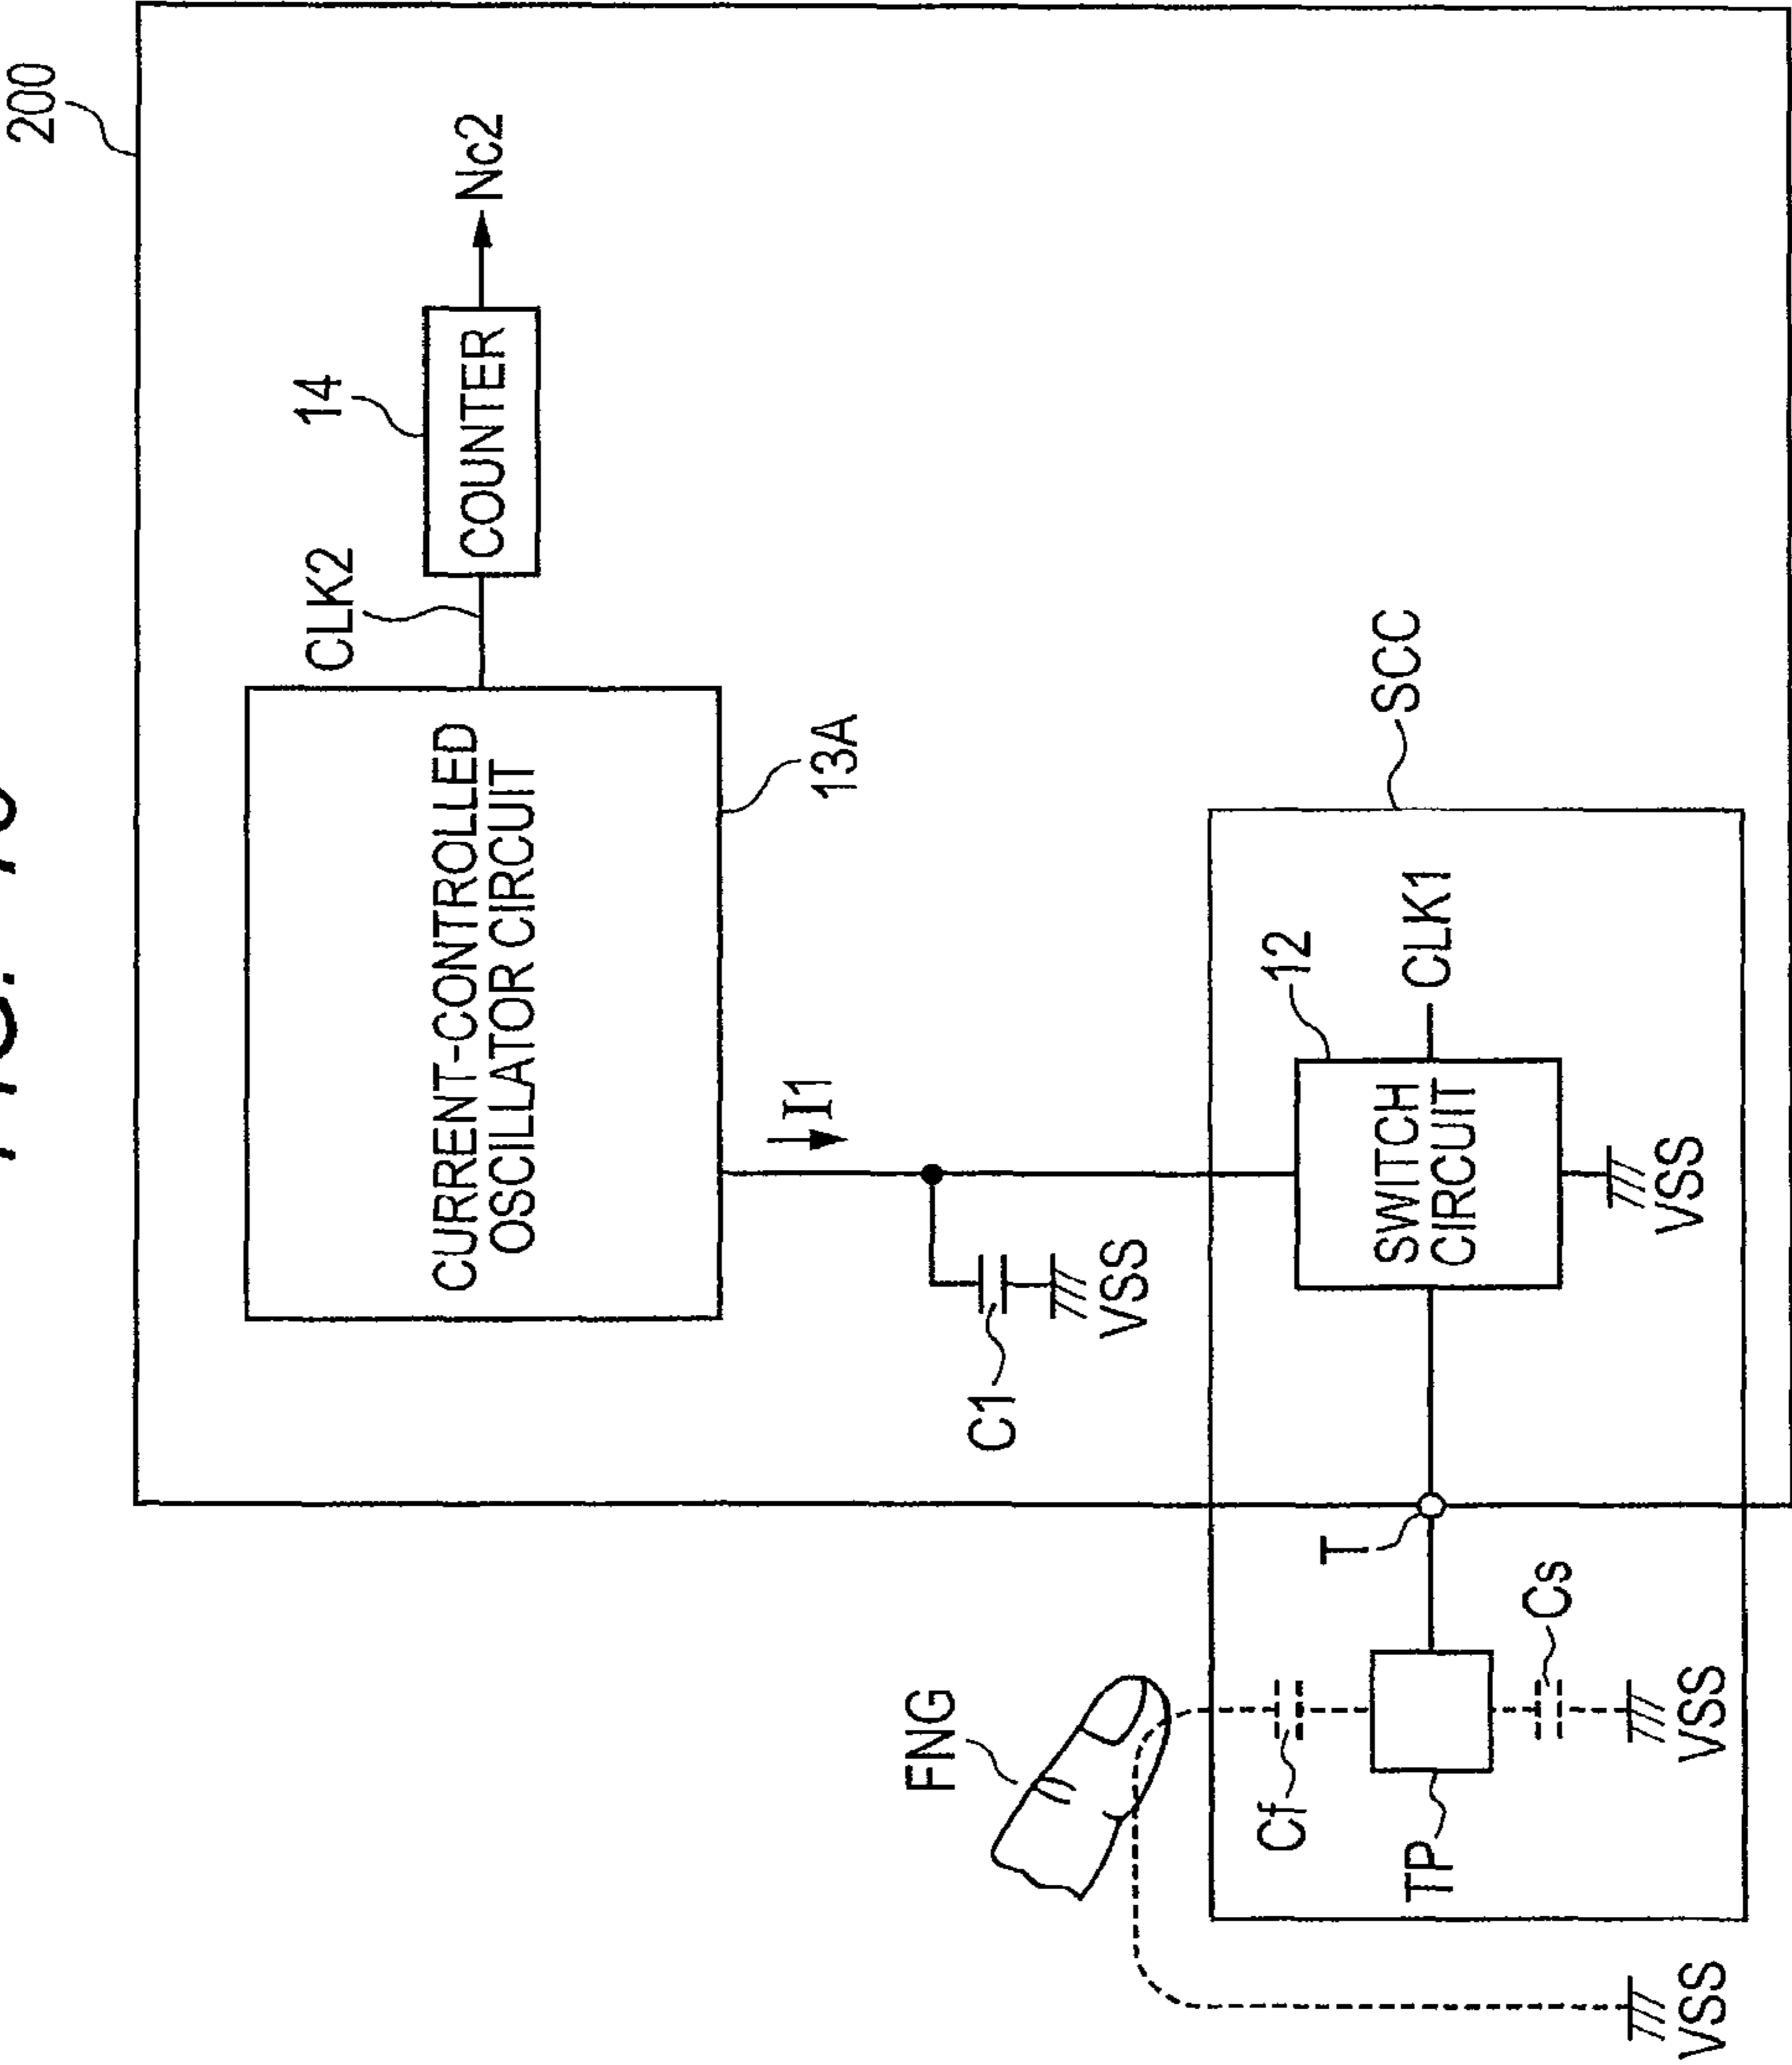 200
CURRENT-CONTROLLED
OSCILLATOR CIRCUIT
CLK2
14
COUNTER
Nc2
13A
I1
C1
VSS
SCC
12
SWITCH
CIRCUIT
CLK1
VSS
T
FNG
Cf
TP
Cs
VSS
VSS